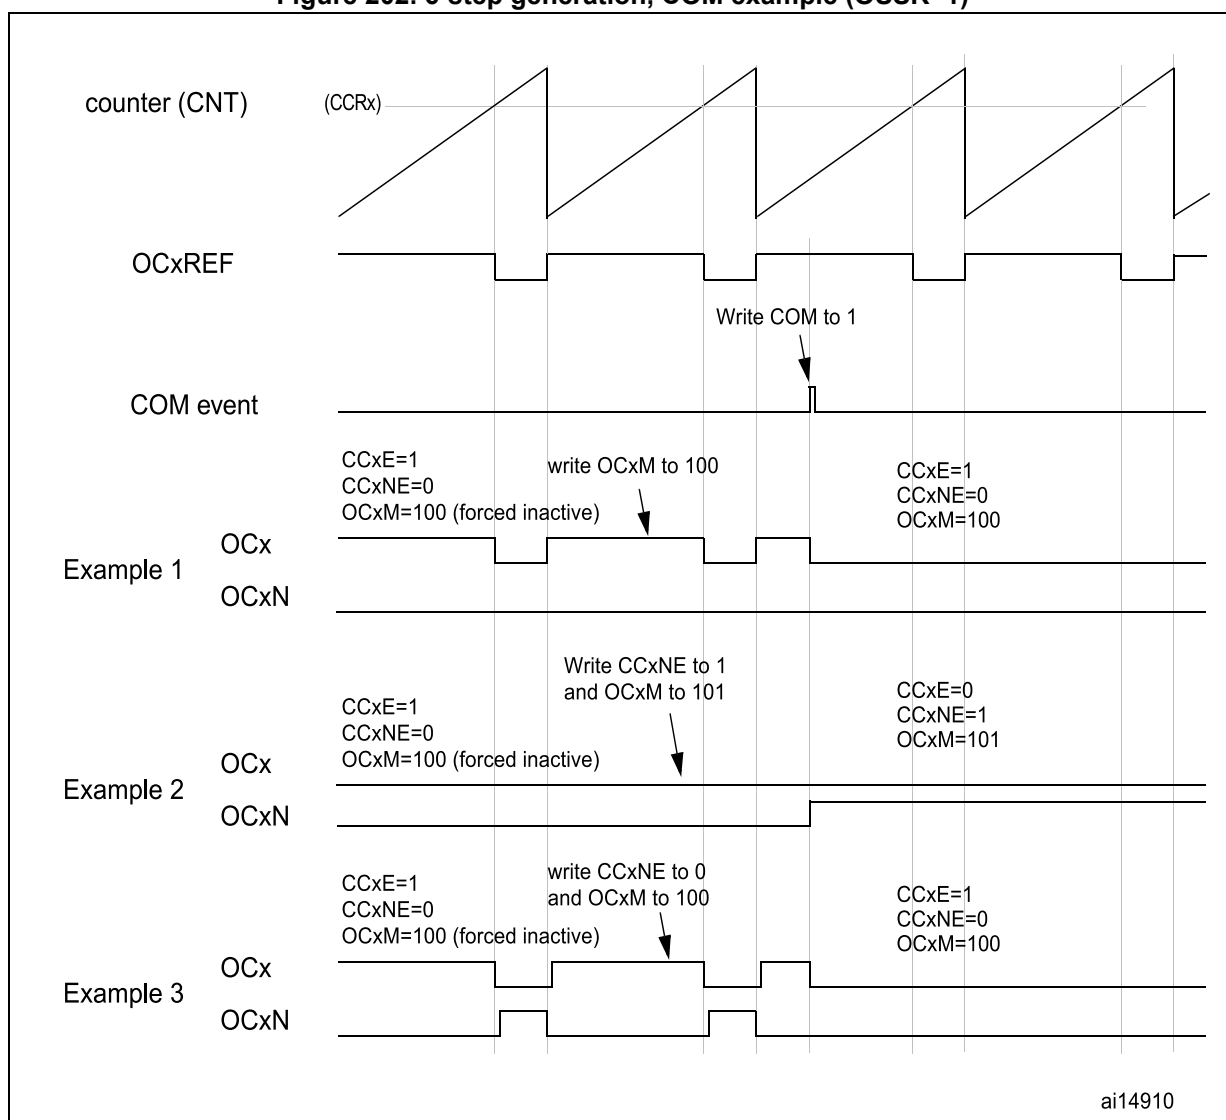 counter (CNT)
(CCRx)
OCxREF
Write COM to 1
COM event
CCxE=1
CCxNE=0
OCxM=100 (forced inactive)
write OCxM to 100
CCxE=1
CCxNE=0
OCxM=100
Example 1
OCx
OCxN
Write CCxNE to 1
and OCxM to 101
CCxE=1
CCxNE=0
OCxM=100 (forced inactive)
CCxE=0
CCxNE=1
OCxM=101
Example 2
OCx
OCxN
write CCxNE to 0
and OCxM to 100
CCxE=1
CCxNE=0
OCxM=100 (forced inactive)
CCxE=1
CCxNE=0
OCxM=100
Example 3
OCx
OCxN
ai14910